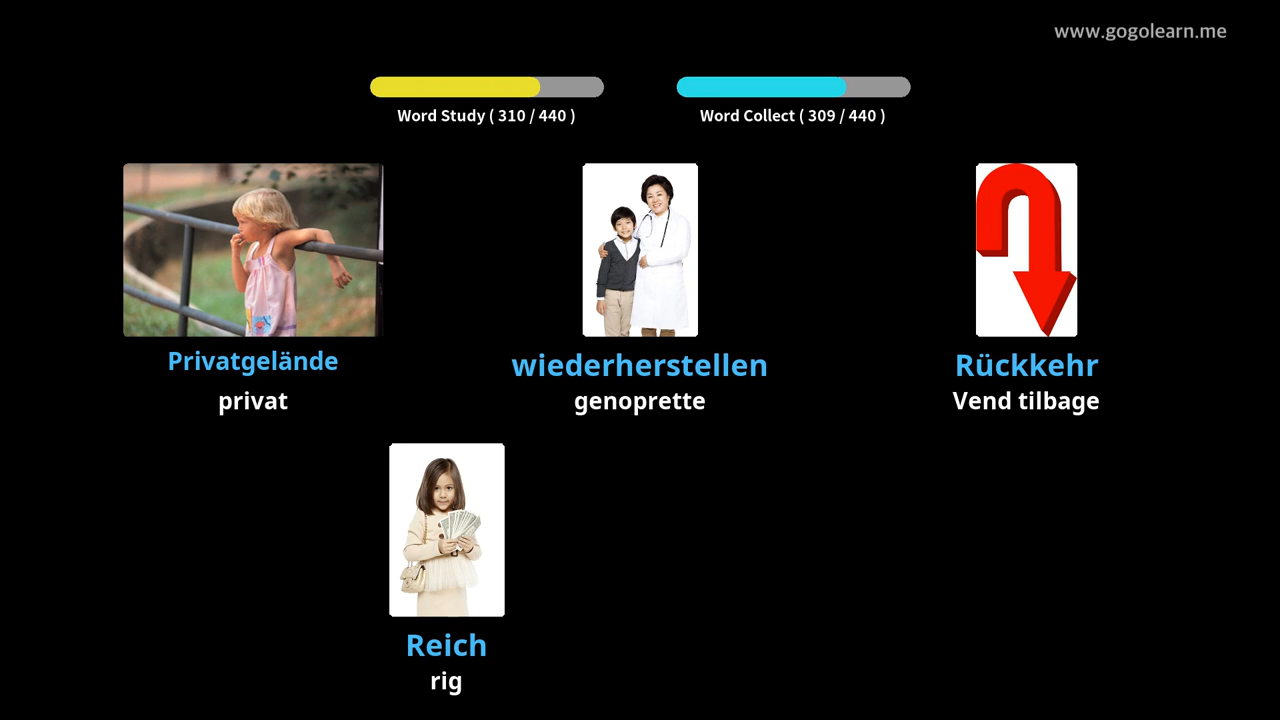 www.gogolearn.me
Word Study ( 310 / 440 )
Word Collect ( 309 / 440 )
Privatgelände
privat
wiederherstellen
genoprette
Rückkehr
Vend tilbage
Reich
rig